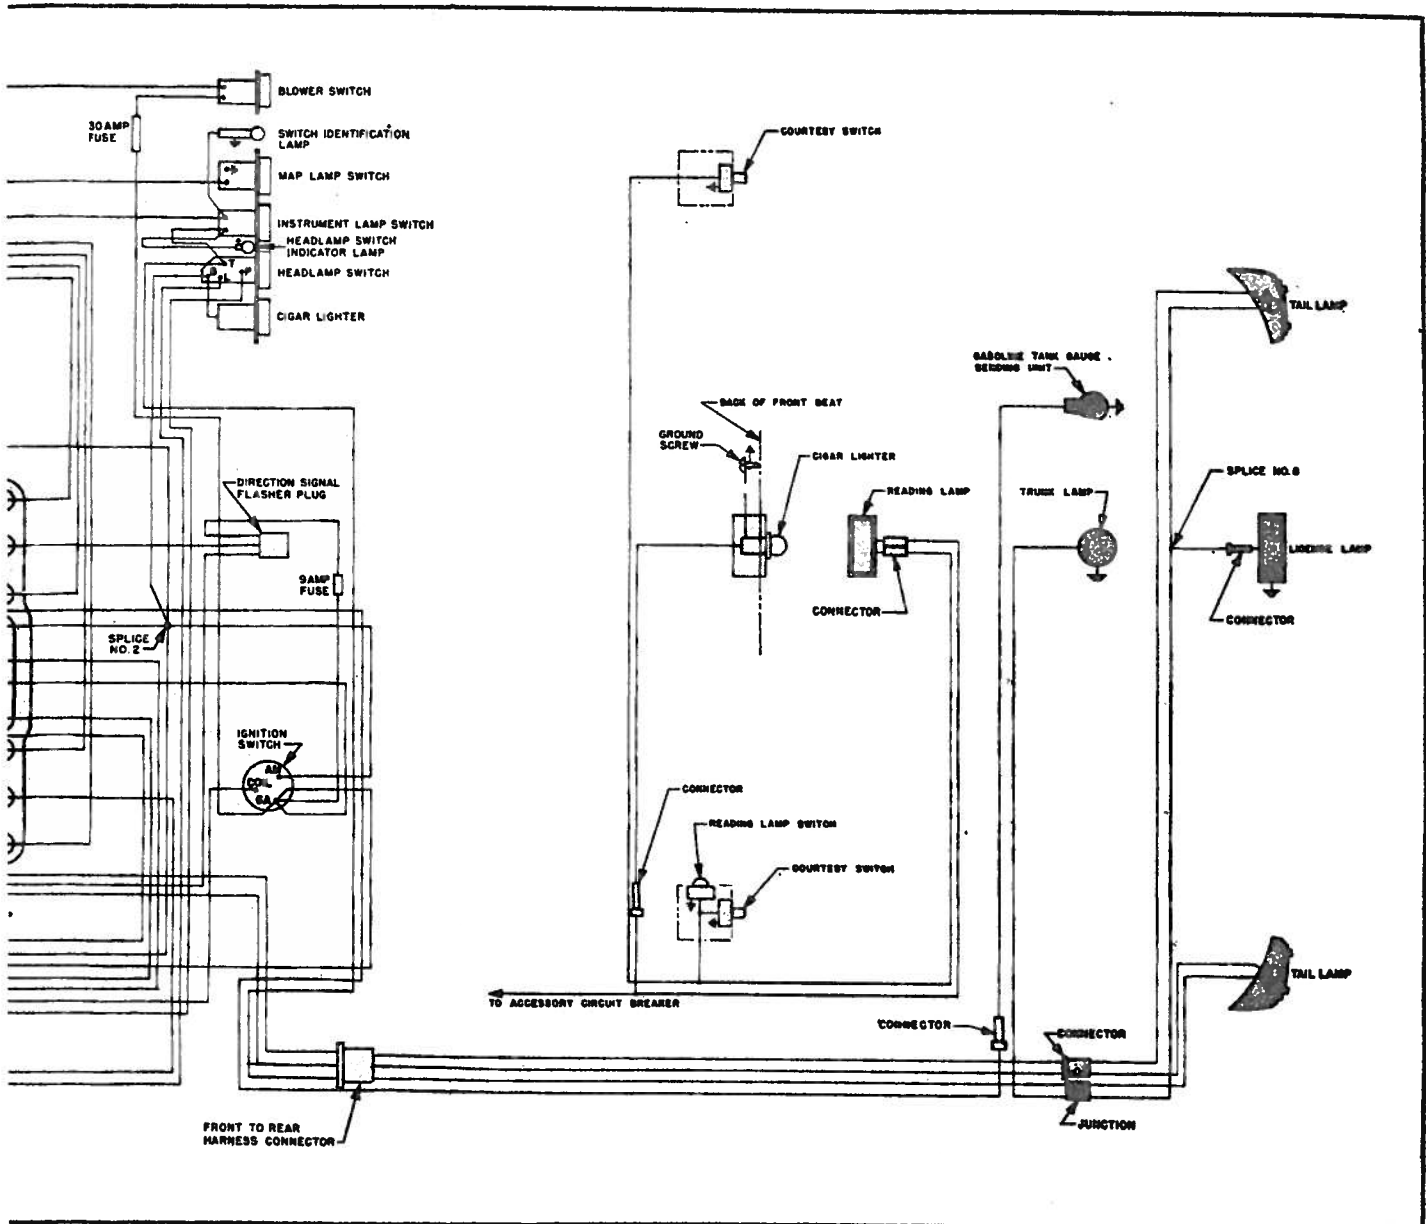 BLOWER SWITCH
30 AMP
FUSE
SWITCH IDENTIFICATION
LAMP
COURTESY SWITCH
MAP LAMP SWITCH
INSTRUMENT LAMP SWITCH
HEADLAMP SWITCH
INDICATOR LAMP
T
B
L
P
HEADLAMP SWITCH
CIGAR LIGHTER
TAIL LAMP
GASOLINE TANK GAUGE
SENDING UNIT
BACK OF FRONT SEAT
GROUND
SCREW
CIGAR LIGHTER
DIRECTION SIGNAL
FLASHER PLUG
READING LAMP
TRUNK LAMP
SPLICE NO. 6
LICENSE LAMP
9 AMP
FUSE
CONNECTOR
CONNECTOR
SPLICE
NO. 2
IGNITION
SWITCH
AM
COIL
GA
CONNECTOR
READING LAMP SWITCH
COURTESY SWITCH
TAIL LAMP
TO ACCESSORY CIRCUIT BREAKER
CONNECTOR
CONNECTOR
FRONT TO REAR
HARNESS CONNECTOR
JUNCTION